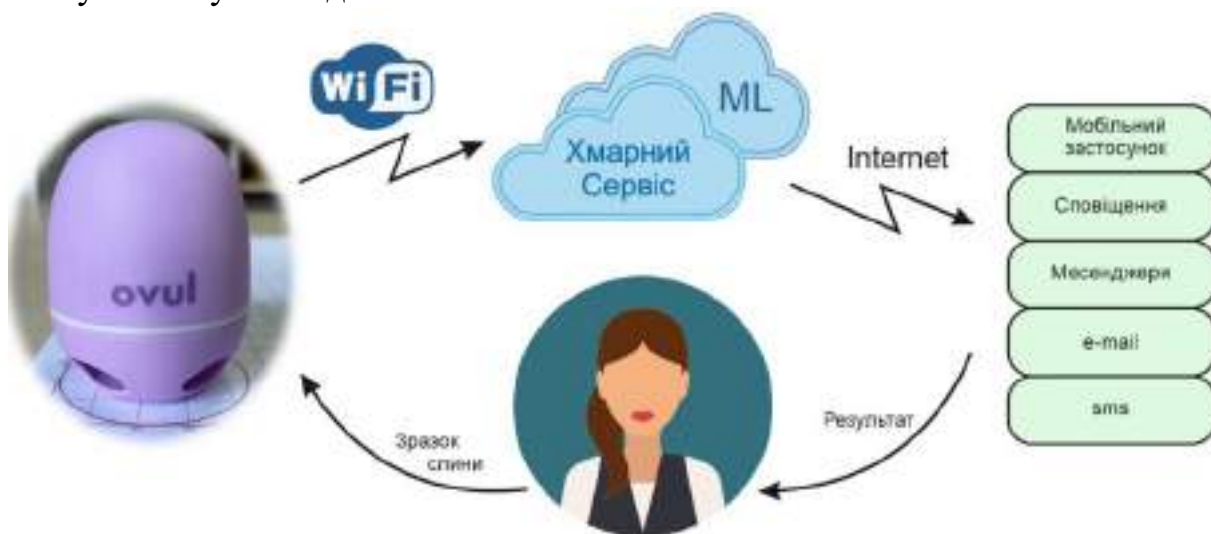 WiFi
ML
Хмарний
Сервіс
Internet
Мобільний
застосунок
Сповіщення
Месенджери
e-mail
sms
ovul
Зразок
слини
Результат